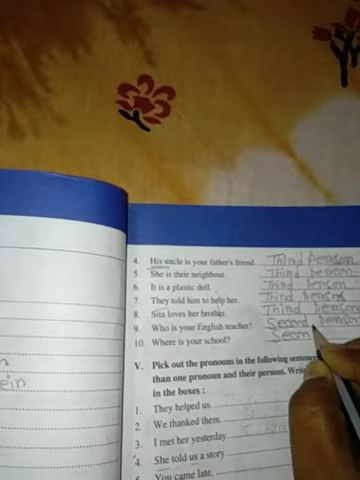 4. His uncle is your father's friend. Third person
5. She is their neighbour. Third person
6. It is a plastic doll. Third person
7. They told him to help her. Third person
8. Sita loves her brother. Third person
9. Who is your English teacher? Second person
10. Where is your school?
V. Pick out the pronouns in the following sentence
than one pronoun and their persons. Write
in the boxes :
1. They helped us.
2. We thanked them.
3. I met her yesterday
4. She told us a story
5. You came late.
ein